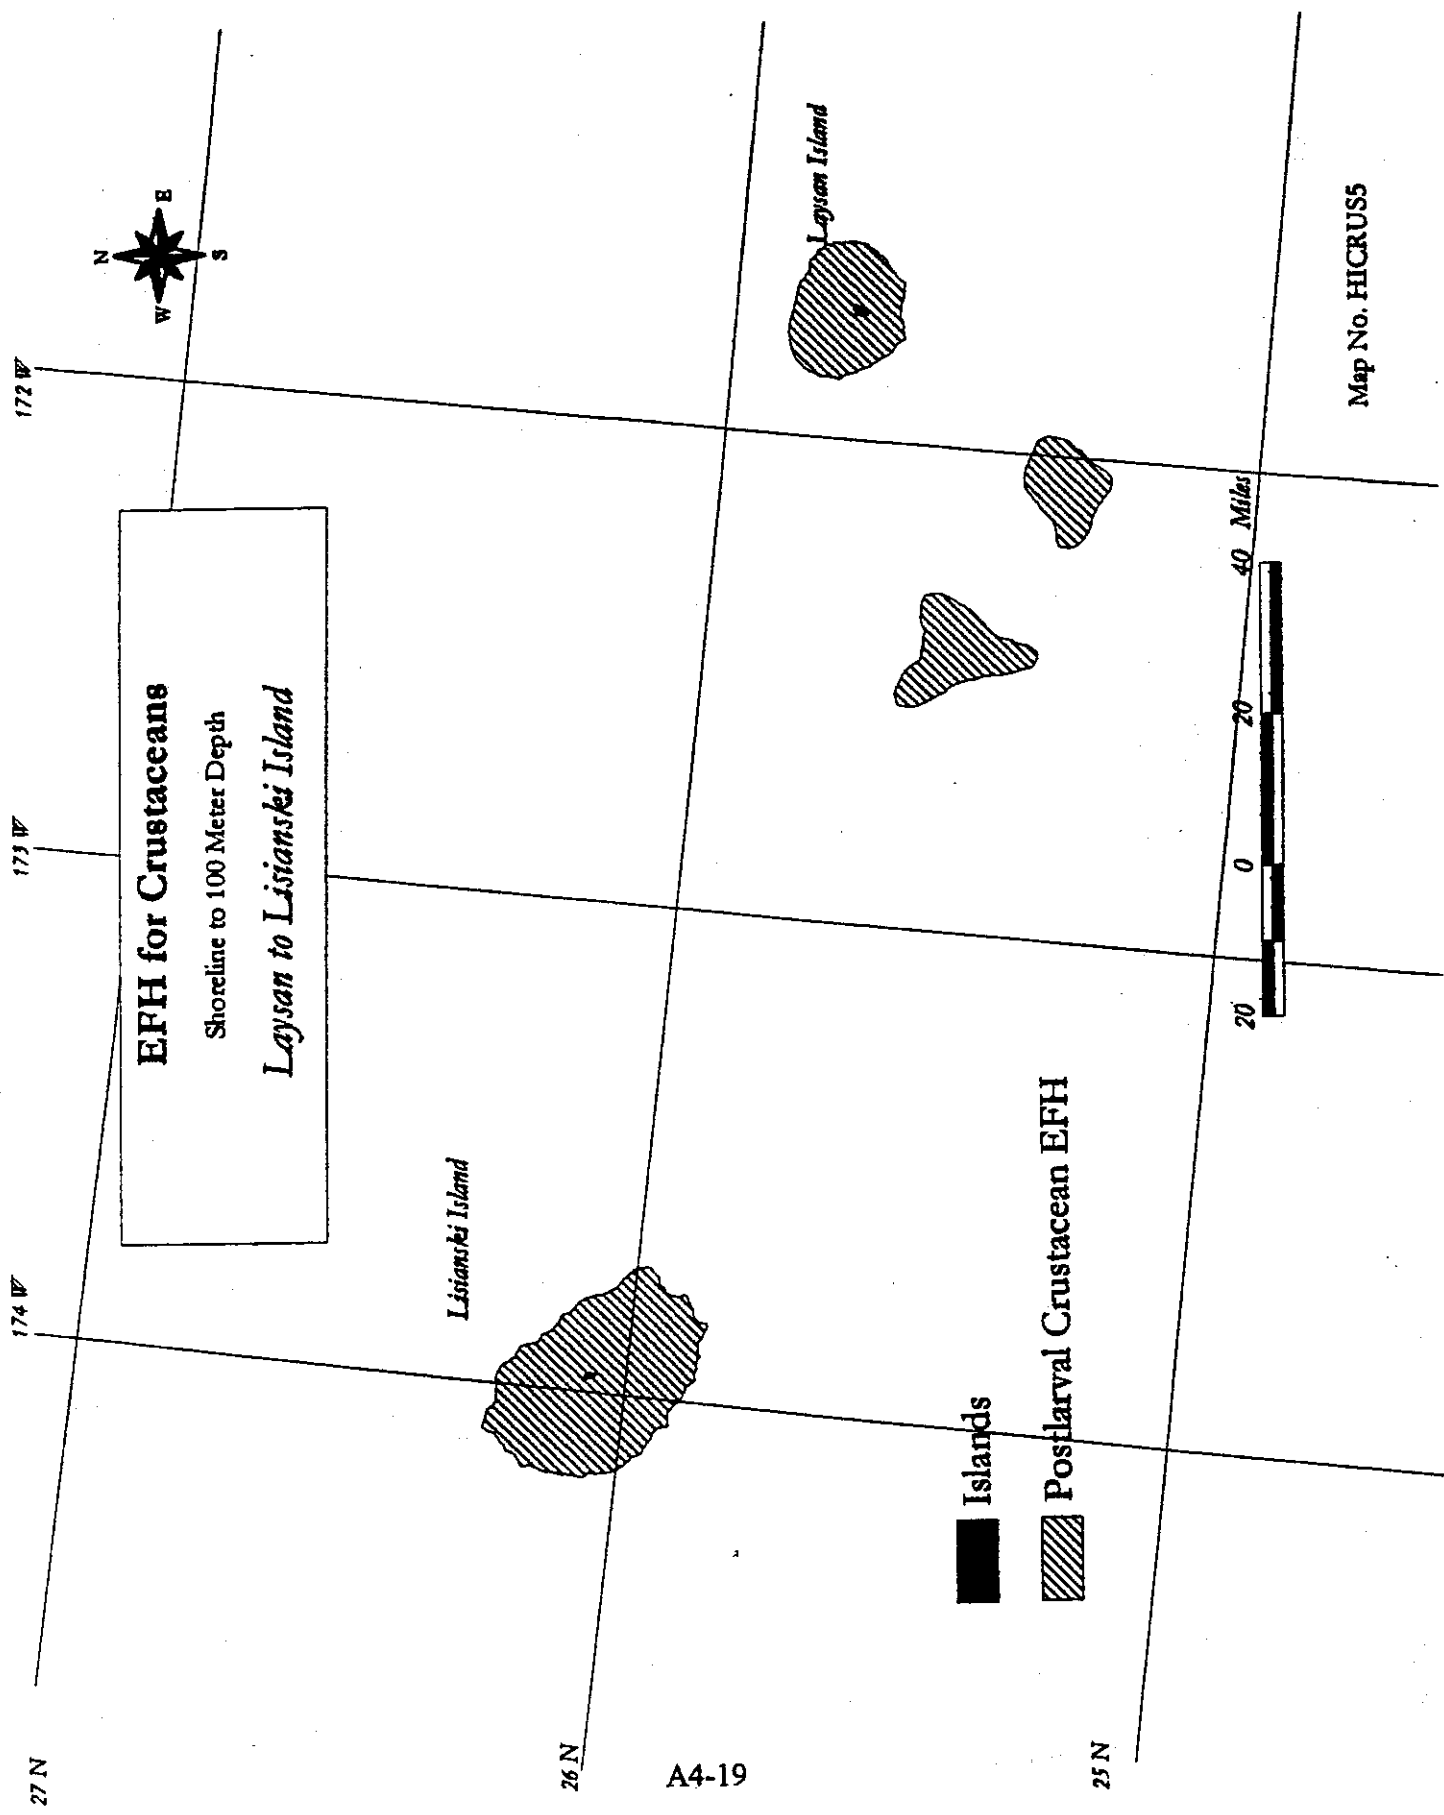 EFH for Crustaceans
Shoreline to 100 Meter Depth
Laysan to Lisianski Island
174 W
173 W
172 W
N
W
E
S
27 N
26 N
25 N
Lisianski Island
Laysan Island
Islands
Postlarval Crustacean EFH
20
0
20
40 Miles
Map No. HICRUS5
A4-19